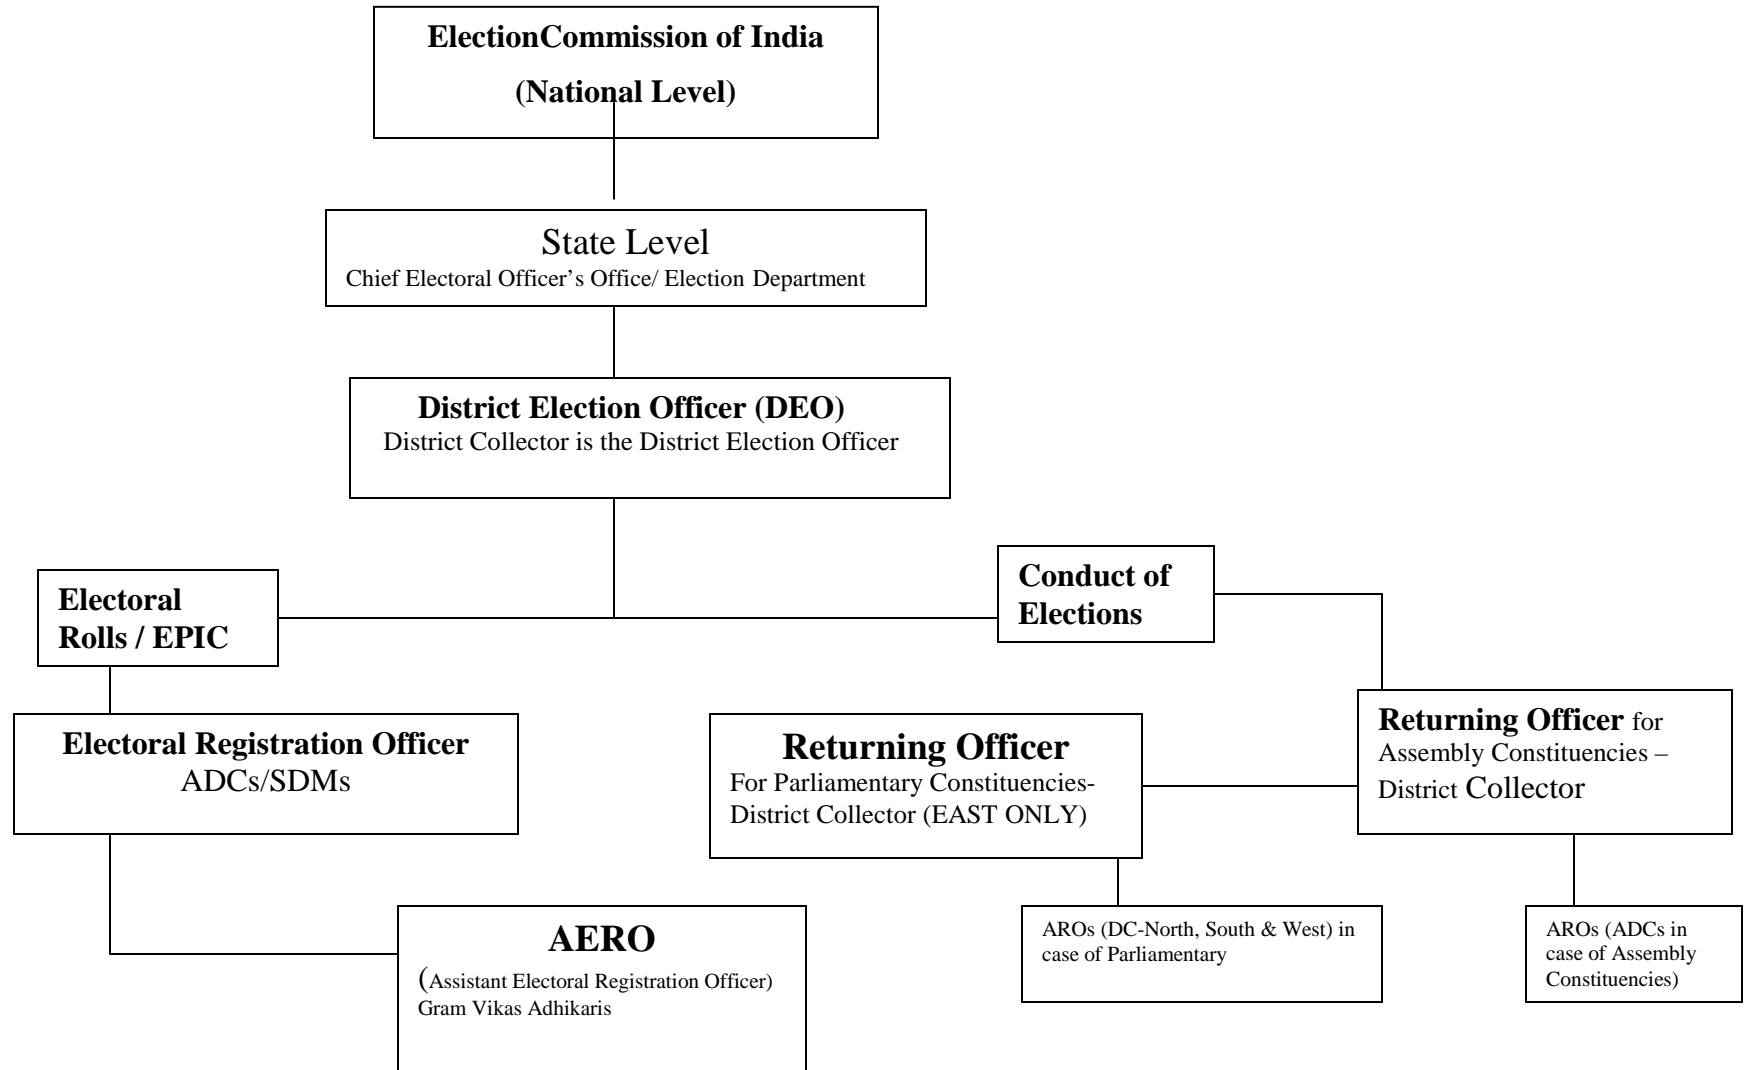 ElectionCommission of India
(National Level)
State Level
Chief Electoral Officer’s Office/ Election Department
District Election Officer (DEO)
District Collector is the District Election Officer
Electoral
Rolls / EPIC
Conduct of
Elections
Electoral Registration Officer
ADCs/SDMs
Returning Officer
For Parliamentary Constituencies-
District Collector (EAST ONLY)
Returning Officer for
Assembly Constituencies –
District Collector
AERO
(Assistant Electoral Registration Officer)
Gram Vikas Adhikaris
AROs (DC-North, South & West) in
case of Parliamentary
AROs (ADCs in
case of Assembly
Constituencies)